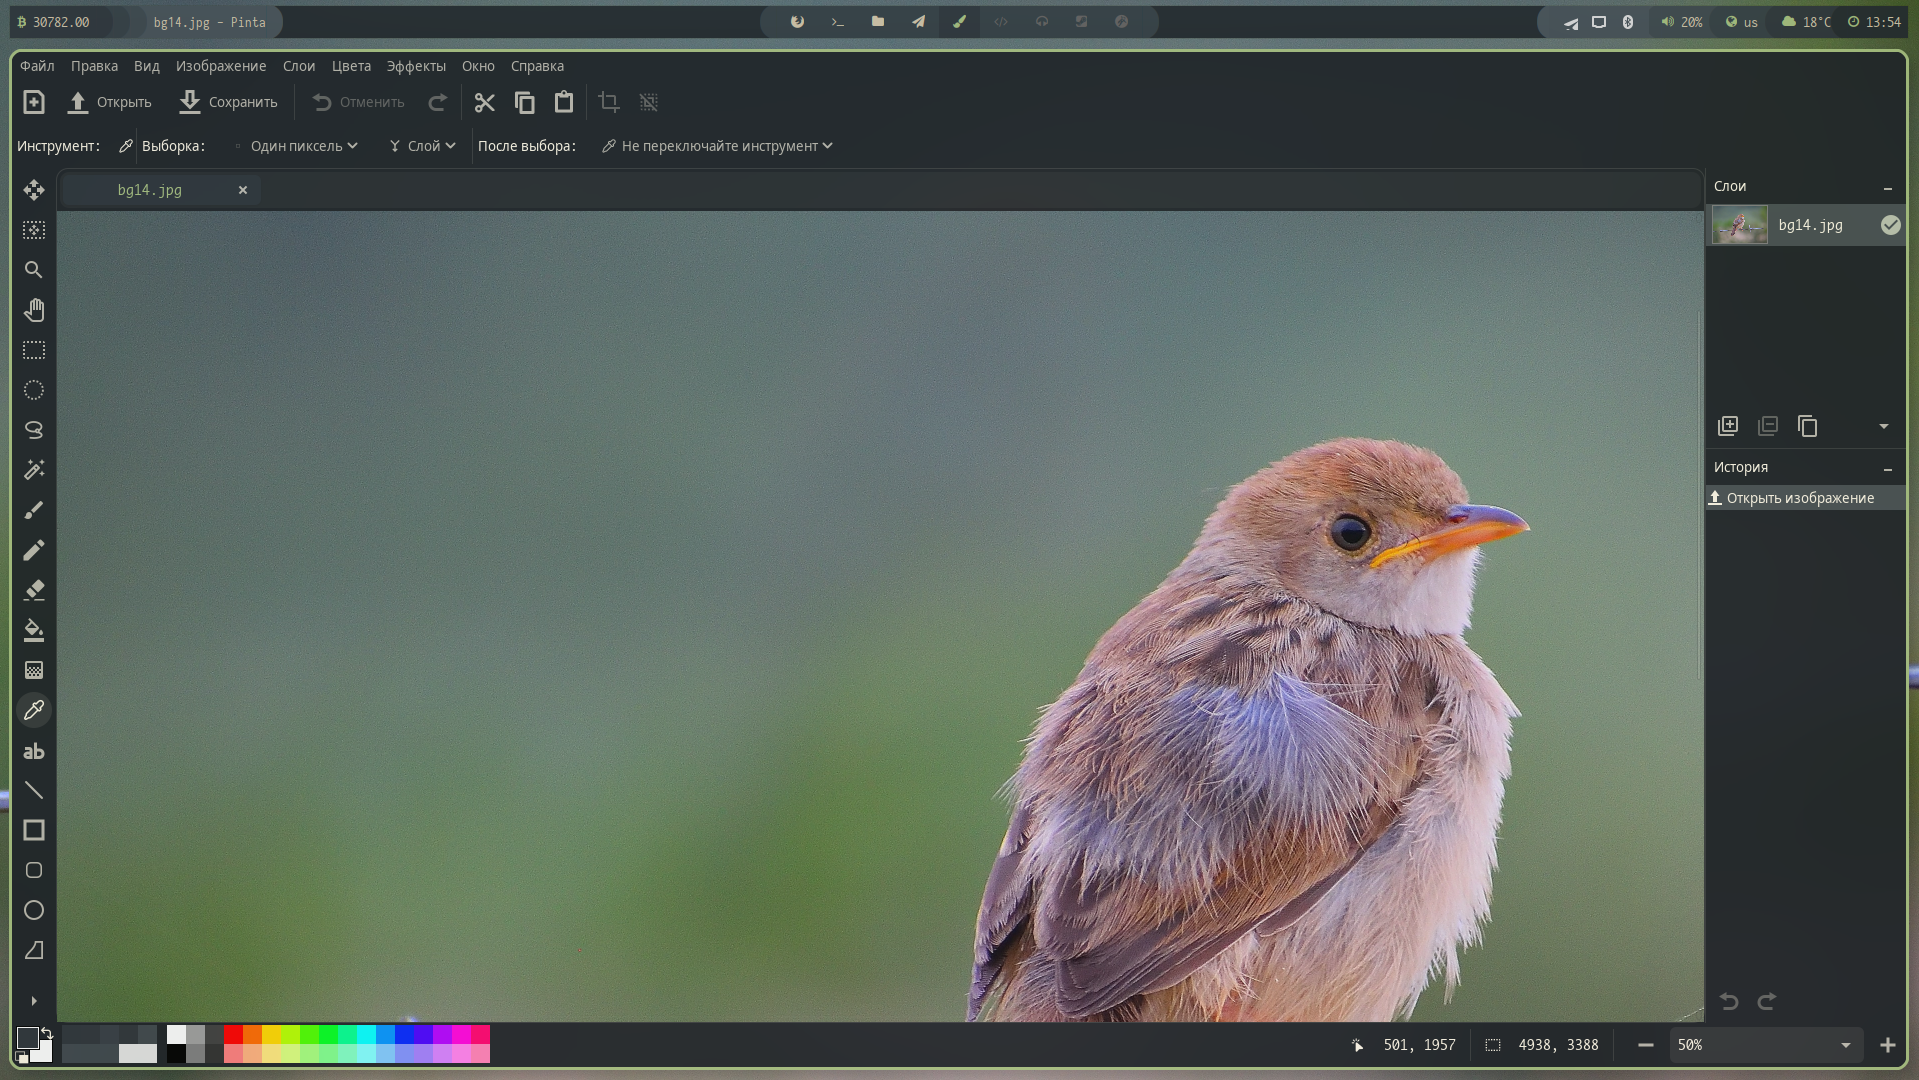 30782.00
bg14.jpg – Pinta
20%
us
18°C
13:54
Файл Правка Вид Изображение Слои Цвета Эффекты Окно Справка
Открыть Сохранить Отменить
Инструмент: Выборка: Один пиксель Слой После выбора: Не переключайте инструмент
bg14.jpg
Слои
bg14.jpg
История
Открыть изображение
ab
501, 1957
4938, 3388
50%